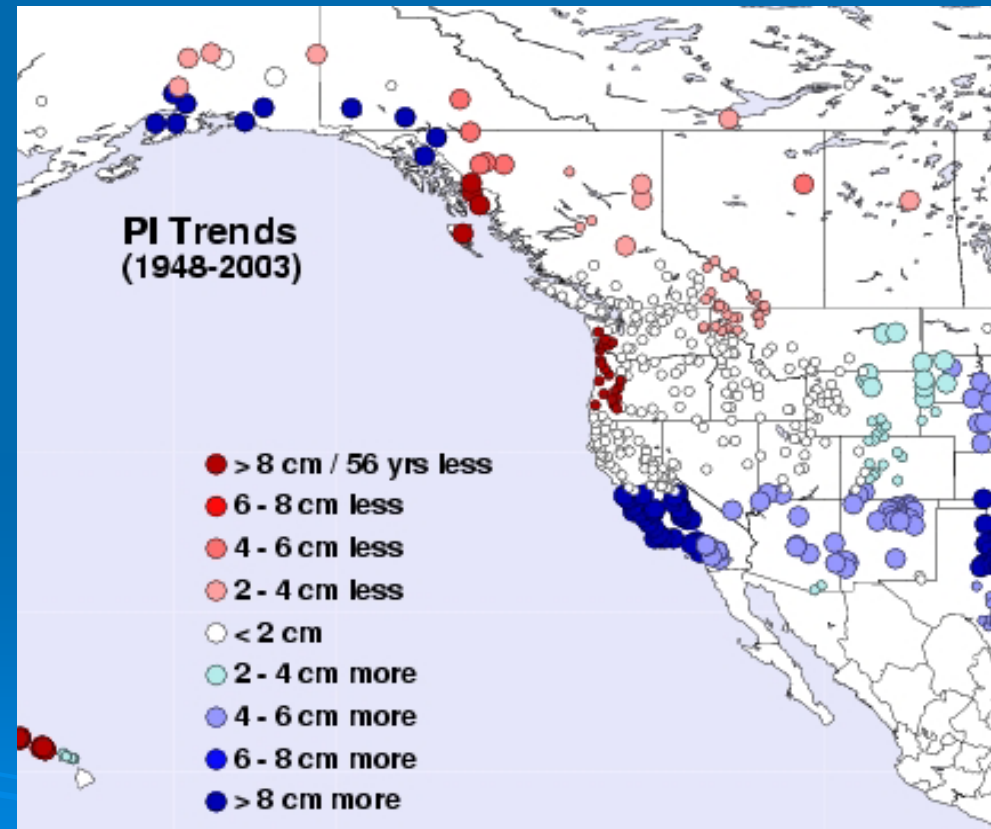 PI Trends
(1948-2003)
> 8 cm / 56 yrs less
6 - 8 cm less
4 - 6 cm less
2 - 4 cm less
< 2 cm
2 - 4 cm more
4 - 6 cm more
6 - 8 cm more
> 8 cm more